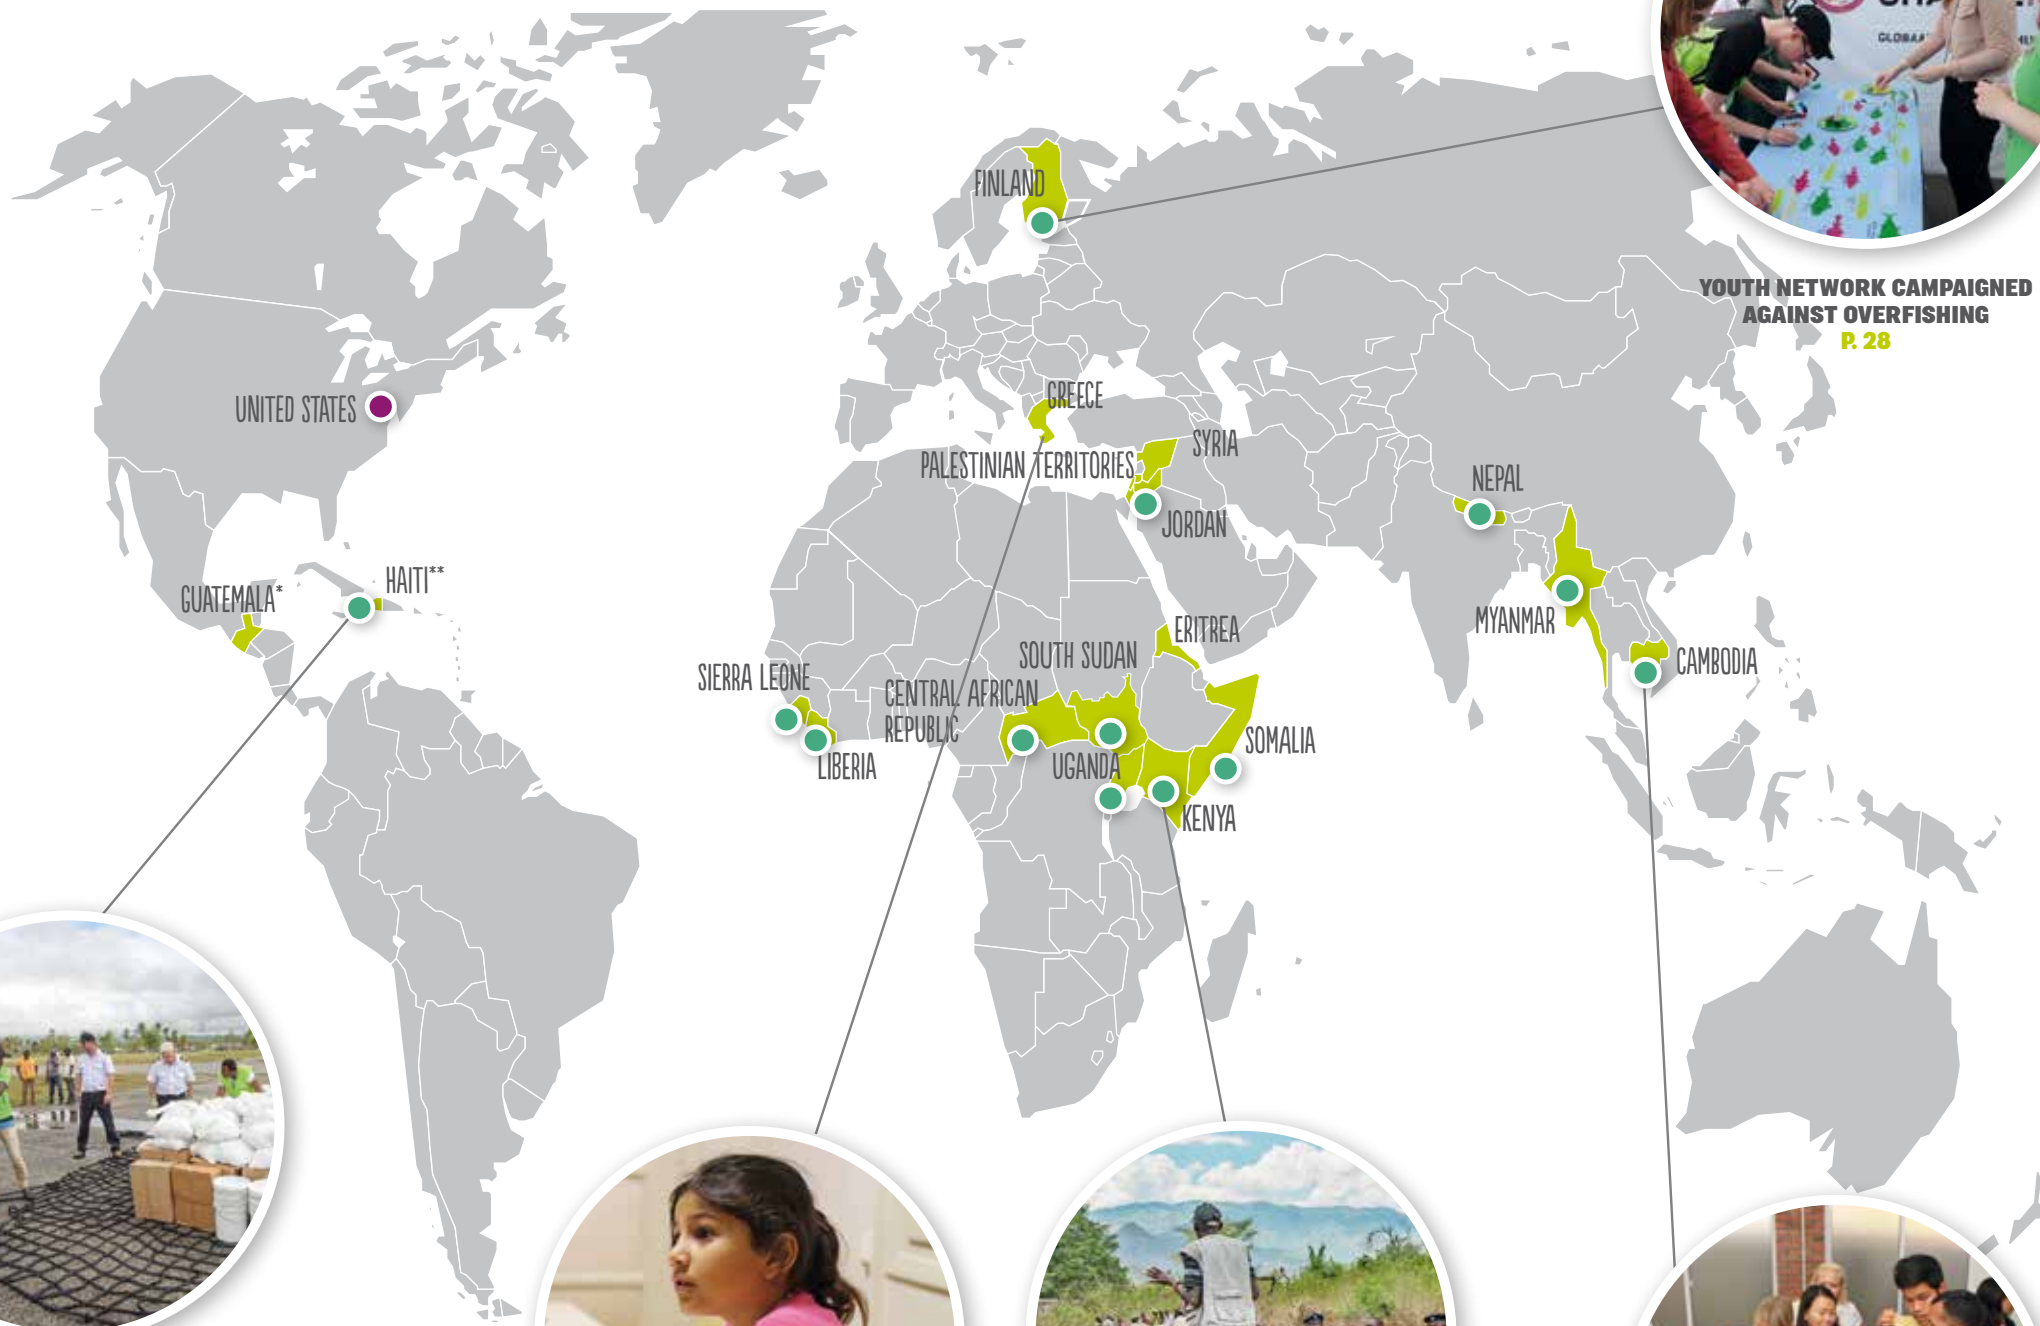 FINLAND
YOUTH NETWORK CAMPAIGNED
AGAINST OVERFISHING
P. 28
UNITED STATES
GREECE
SYRIA
PALESTINIAN TERRITORIES
JORDAN
NEPAL
GUATEMALA*
HAITI**
MYANMAR
ERITREA
SOUTH SUDAN
CAMBODIA
SIERRA LEONE
CENTRAL AFRICAN
REPUBLIC
LIBERIA
UGANDA
SOMALIA
KENYA